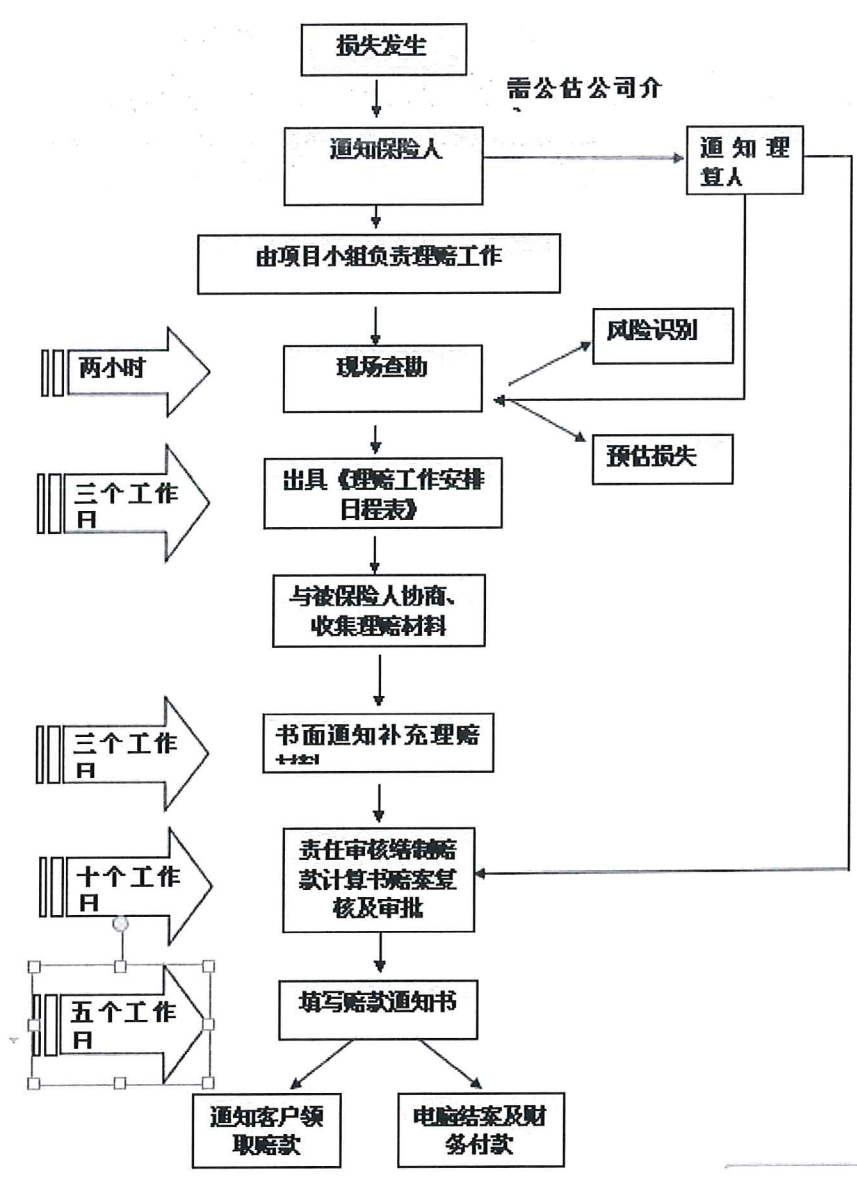 损失发生
需公估公司介
通知保险人
通知理
算人
由项目小组负责理赔工作
两小时
现场查勘
风险识别
预估损失
三个工作
日
出具《理赔工作安排
日程表》
与被保险人协商、
收集理赔材料
三个工作
日
书面通知补充理赔
材料
十个工作
日
责任审核缮制赔
款计算书赔案复
核及审批
五个工作
日
填写赔款通知书
通知客户领
取赔款
电脑结案及财
务付款